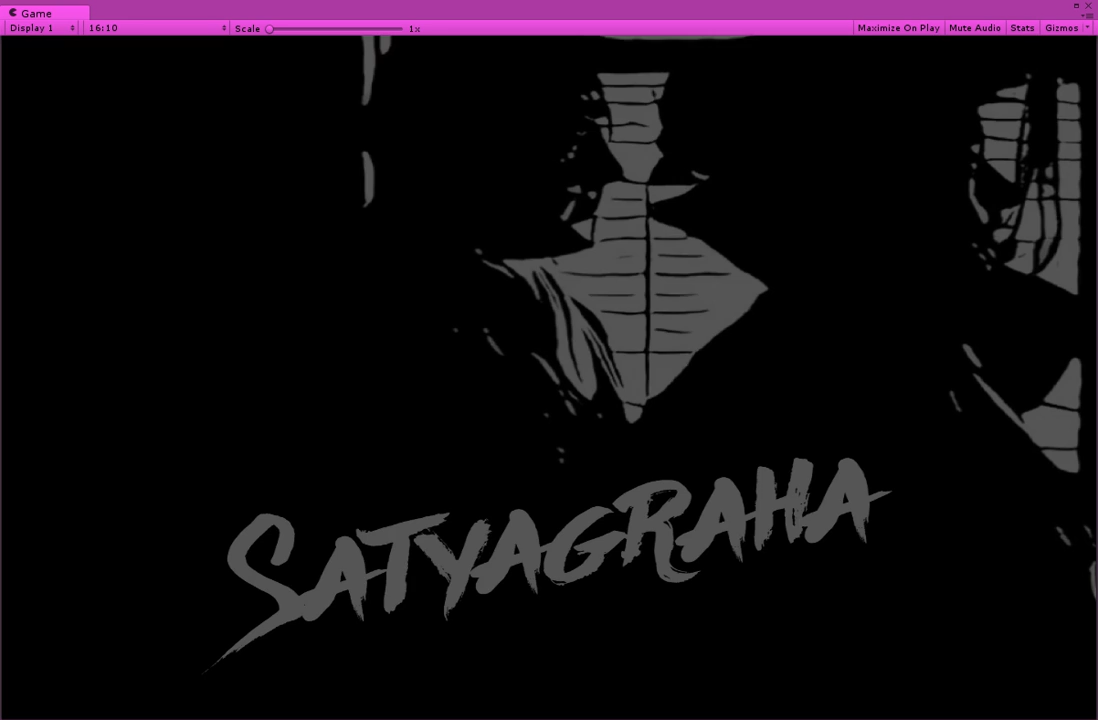 Game
Display 1 16:10 Scale 1x Maximize On Play Mute Audio Stats Gizmos
SATYAGRAHA